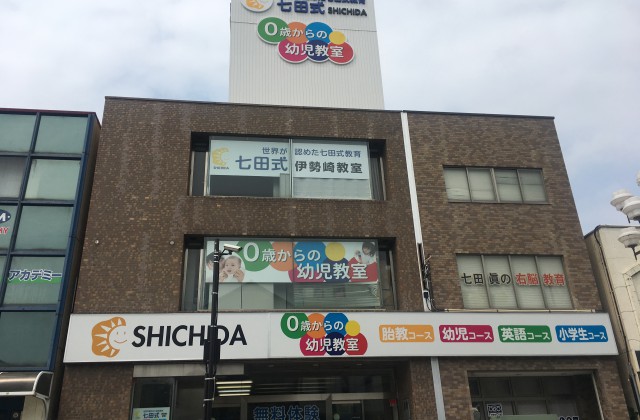 七田式 SHICHIDA
0歳からの
幼児教室
世界が 認めた七田式教育
七田式 伊勢崎教室
0歳からの
幼児教室
七田 眞の右脳 教育
アカデミー
SHICHIDA
0歳からの
幼児教室
胎教コース 幼児コース 英語コース 小学生コース
無料体験